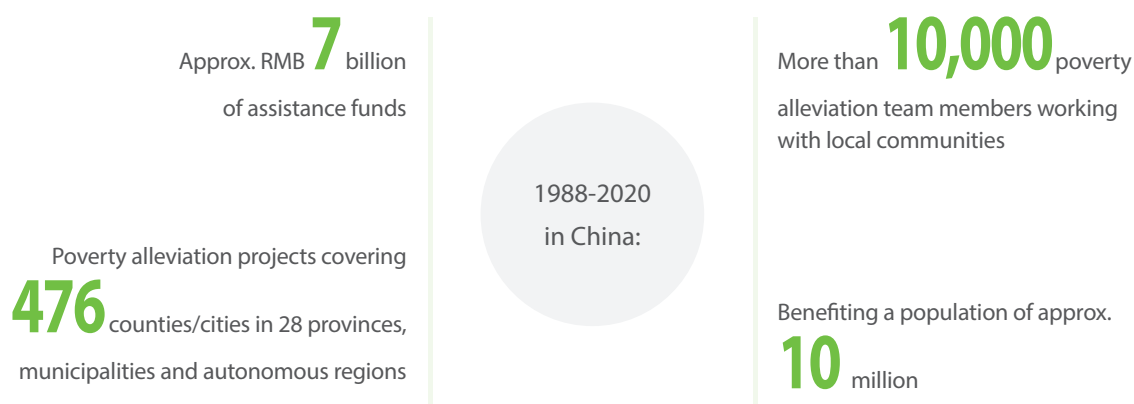 Approx. RMB 7 billion
of assistance funds
Poverty alleviation projects covering
476 counties/cities in 28 provinces,
municipalities and autonomous regions
1988-2020
in China:
More than 10,000 poverty
alleviation team members working
with local communities
Benefiting a population of approx.
10 million